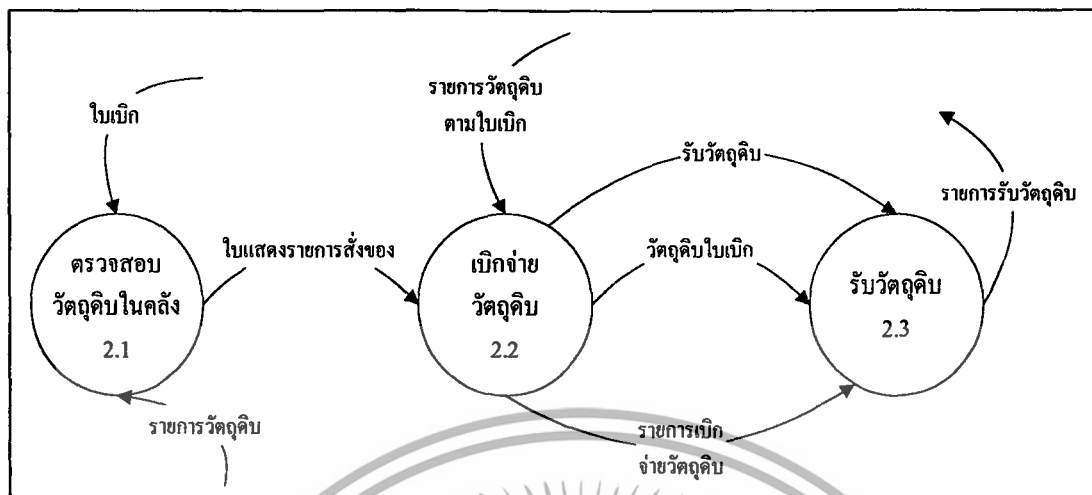 ใบเบิก
รายการวัตถุดิบ
ตามใบเบิก
รับวัตถุดิบ
รายการรับวัตถุดิบ
ตรวจสอบ
วัตถุดิบในคลัง
2.1
ใบแสดงรายการสั่งของ
เบิกจ่าย
วัตถุดิบ
2.2
วัตถุดิบใบเบิก
รับวัตถุดิบ
2.3
รายการวัตถุดิบ
รายการเบิก
จ่ายวัตถุดิบ